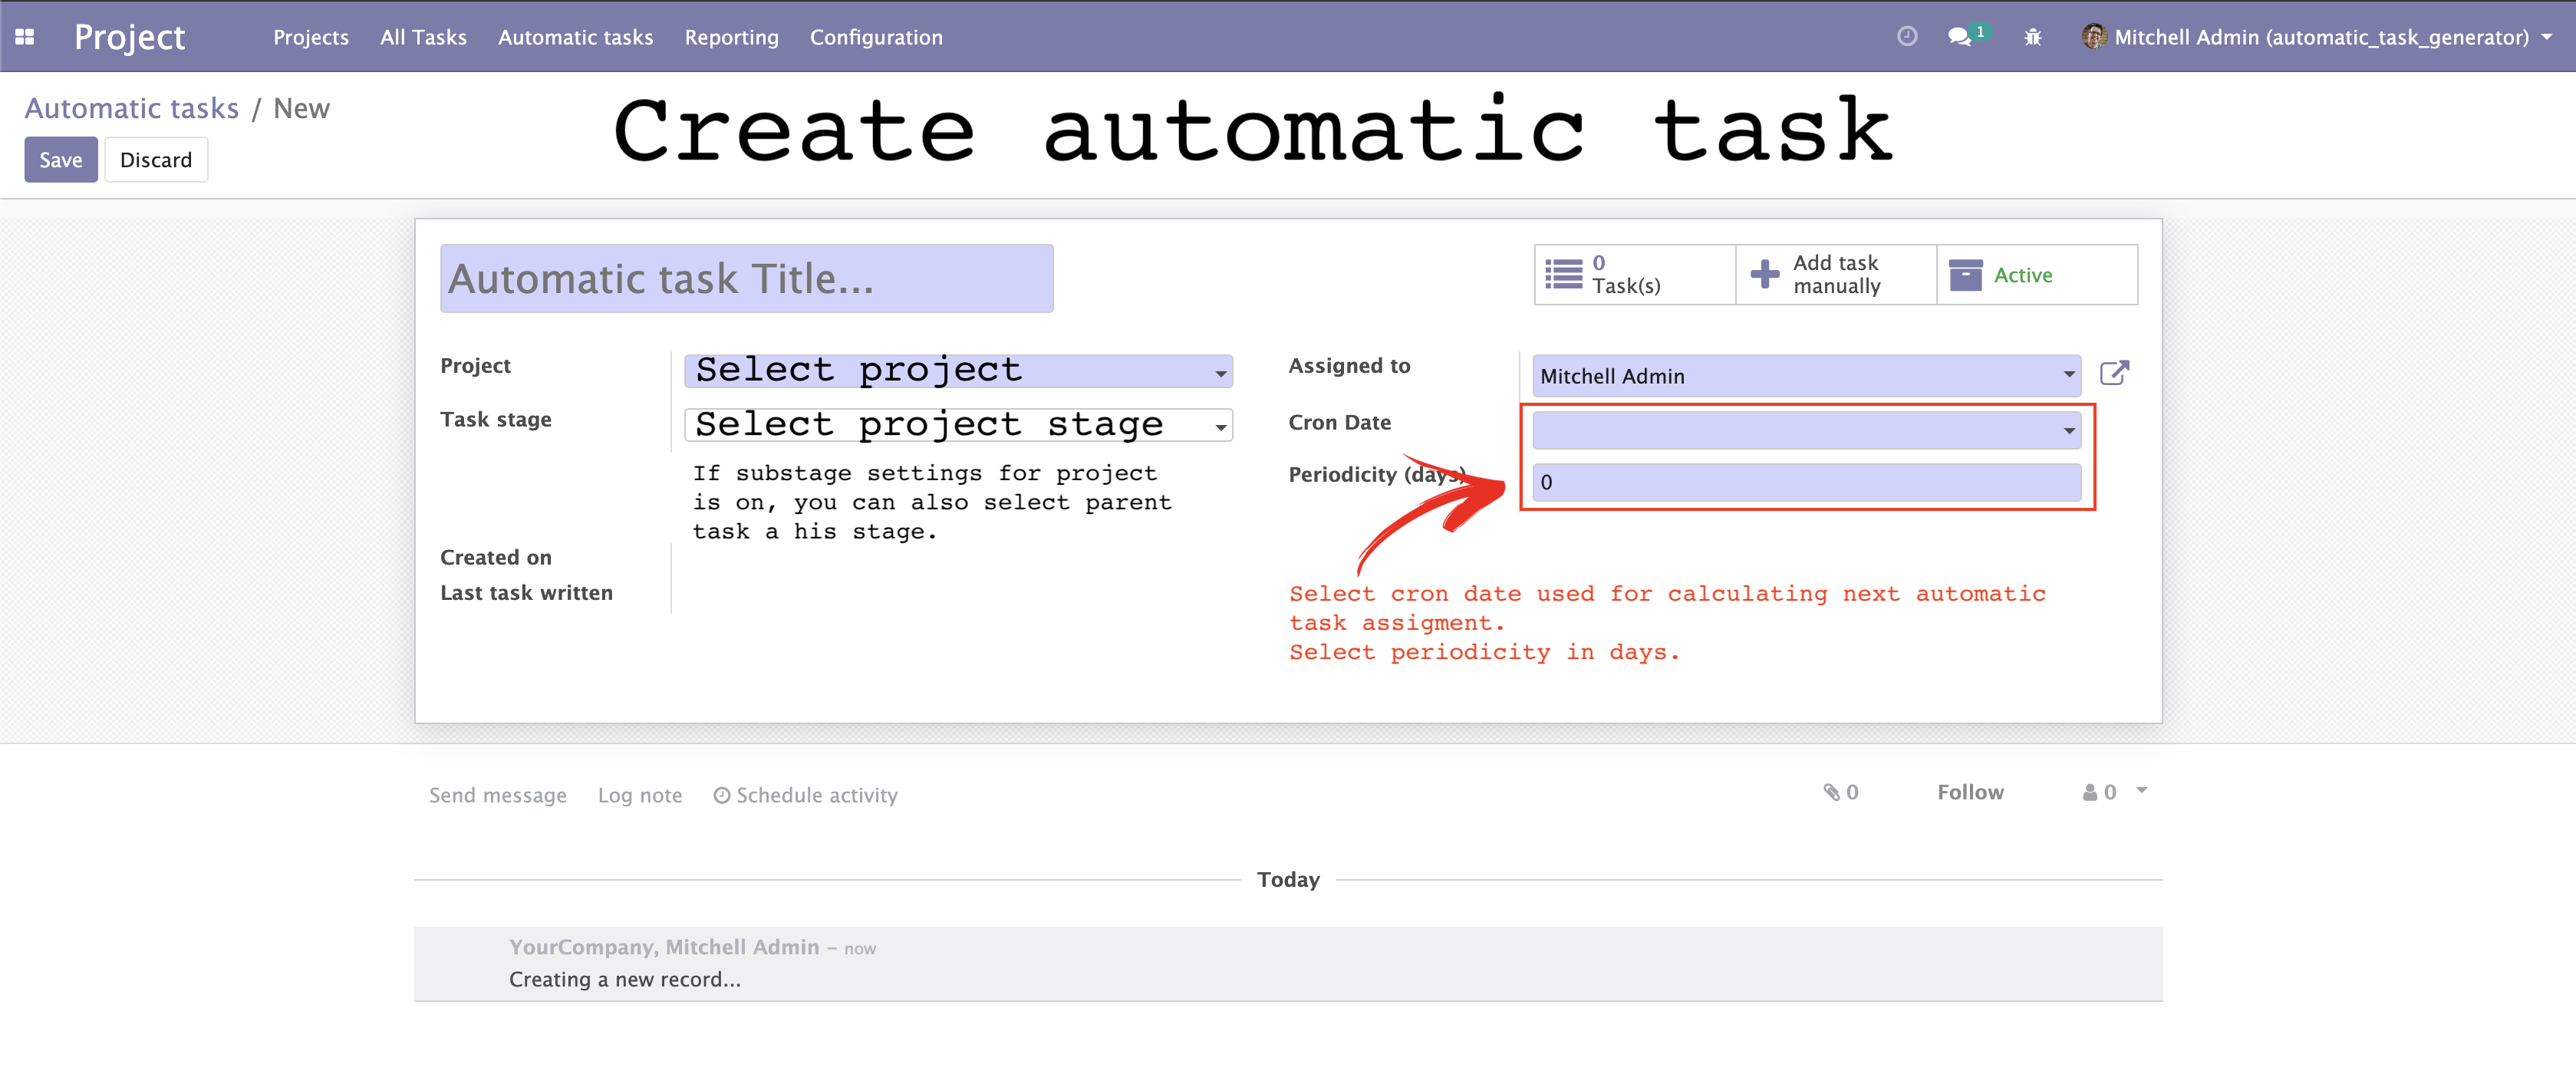 Project Projects All Tasks Automatic tasks Reporting Configuration 1 Mitchell Admin (automatic_task_generator)
Automatic tasks / New
Create automatic task
Save Discard
Automatic task Title...
0
Task(s)
Add task
manually
Active
Project Select project
Task stage Select project stage
If substage settings for project
is on, you can also select parent
task a his stage.
Created on
Last task written
Assigned to Mitchell Admin
Cron Date
Periodicity (days) 0
Select cron date used for calculating next automatic
task assigment.
Select periodicity in days.
Send message Log note Schedule activity 0 Follow 0
Today
YourCompany, Mitchell Admin – now
Creating a new record...